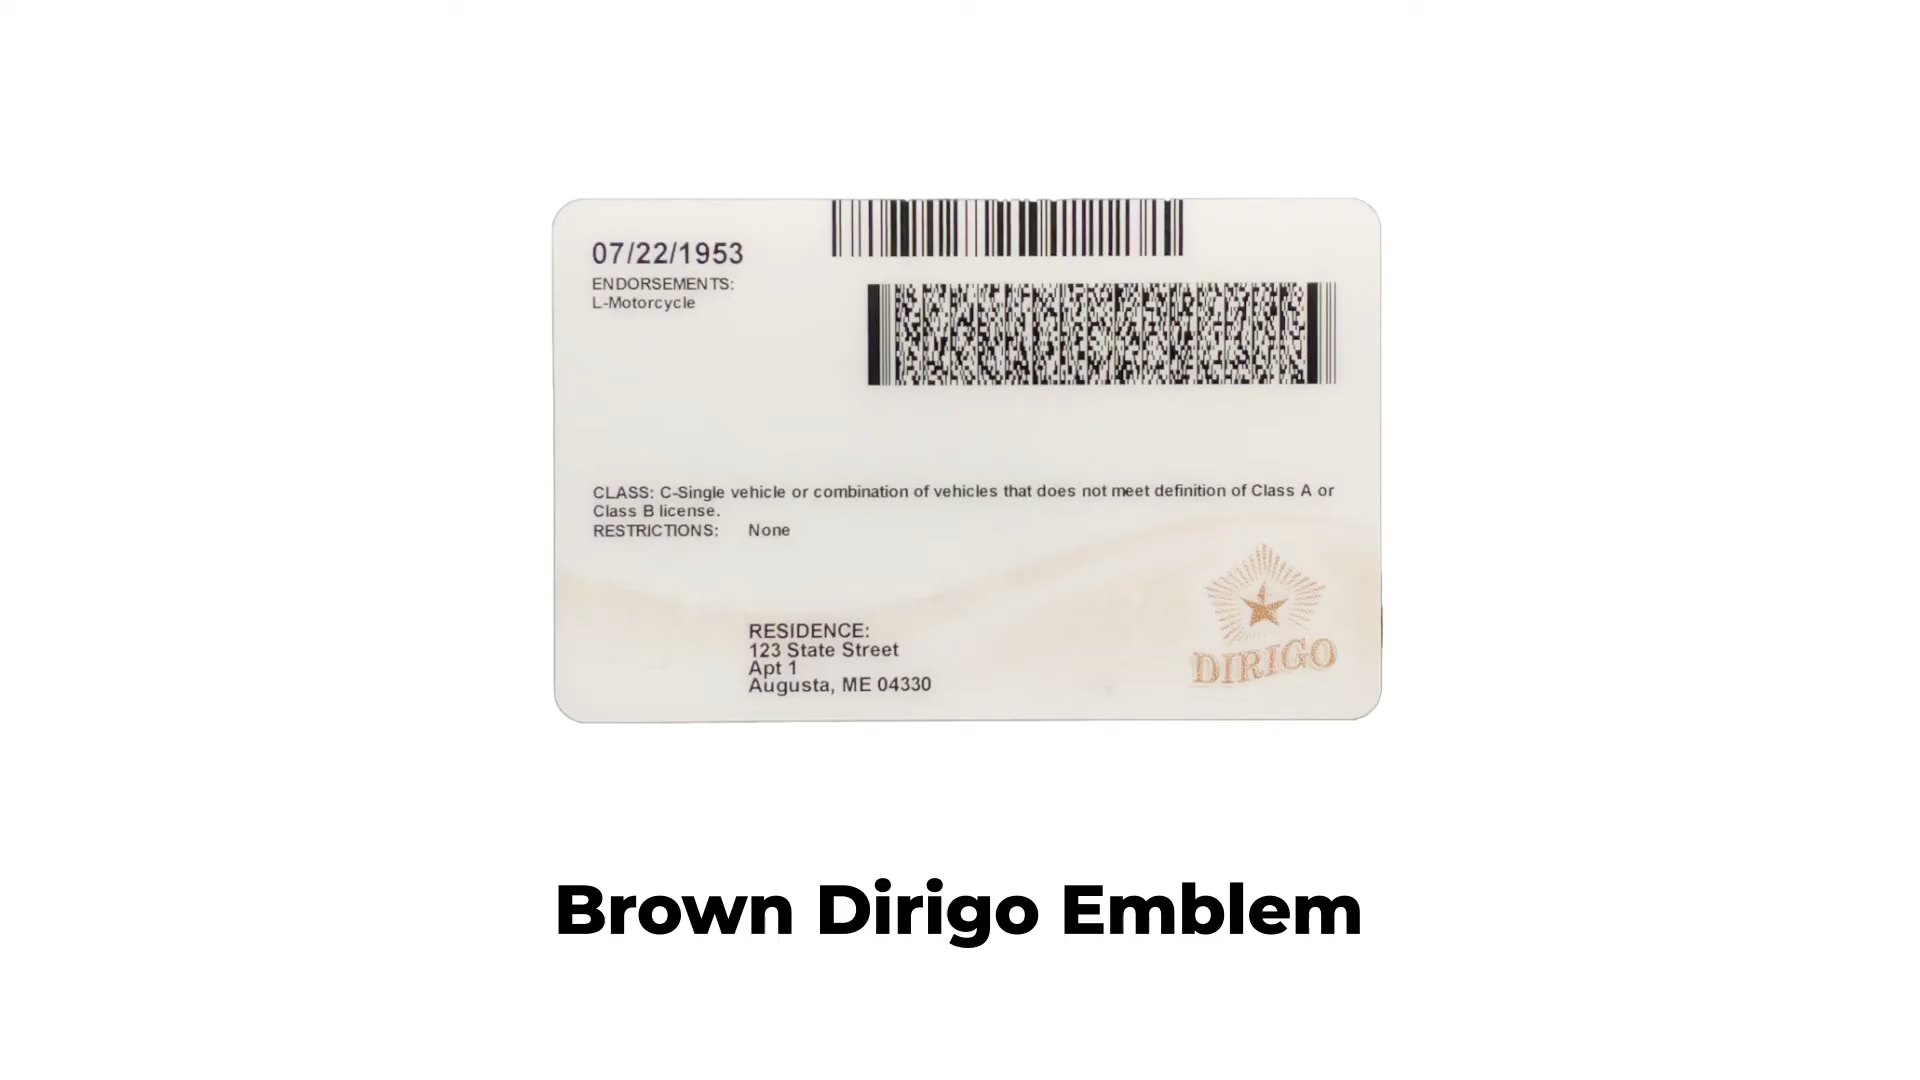 07/22/1953
ENDORSEMENTS:
L-Motorcycle
CLASS: C-Single vehicle or combination of vehicles that does not meet definition of Class A or
Class B license.
RESTRICTIONS: None
RESIDENCE:
123 State Street
Apt 1
Augusta, ME 04330
DIRIGO
Brown Dirigo Emblem